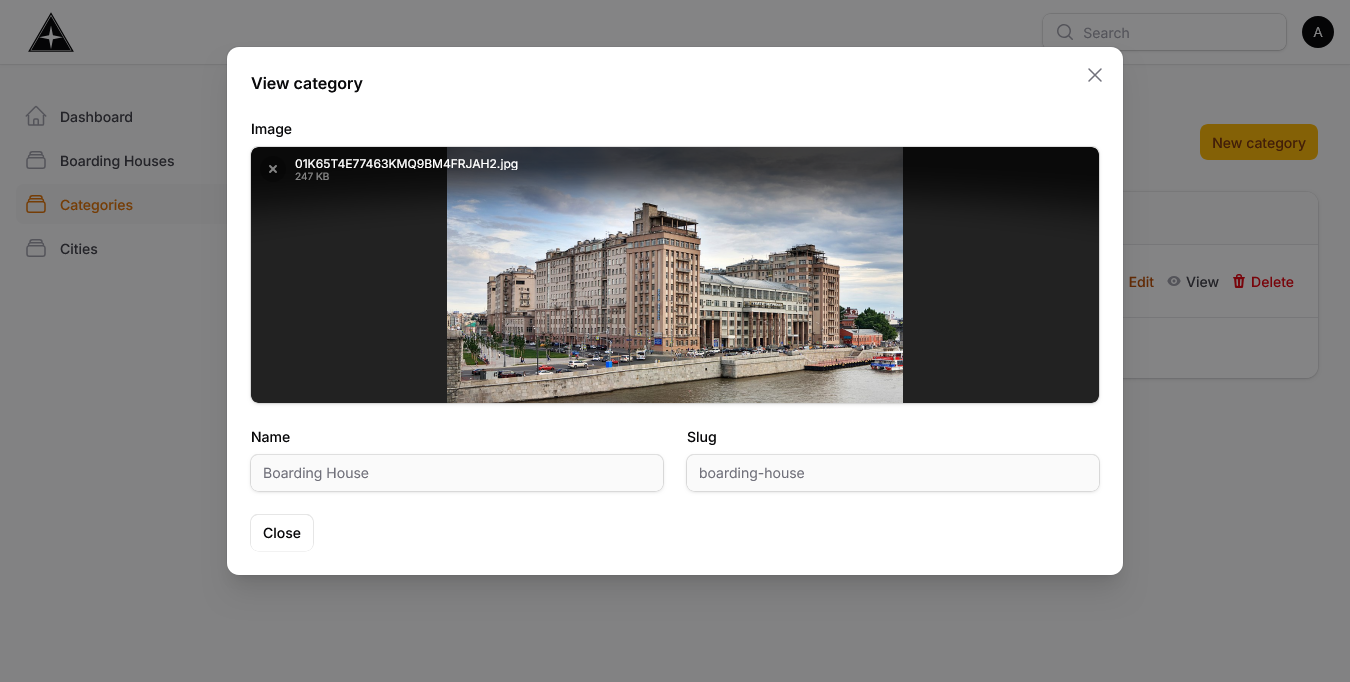 Search
A
View category
Dashboard
Image
New category
Boarding Houses
01K65T4E77463KMQ9BM4FRJAH2.jpg
247 KB
Categories
Cities
Edit View Delete
Name Slug
Boarding House boarding-house
Close